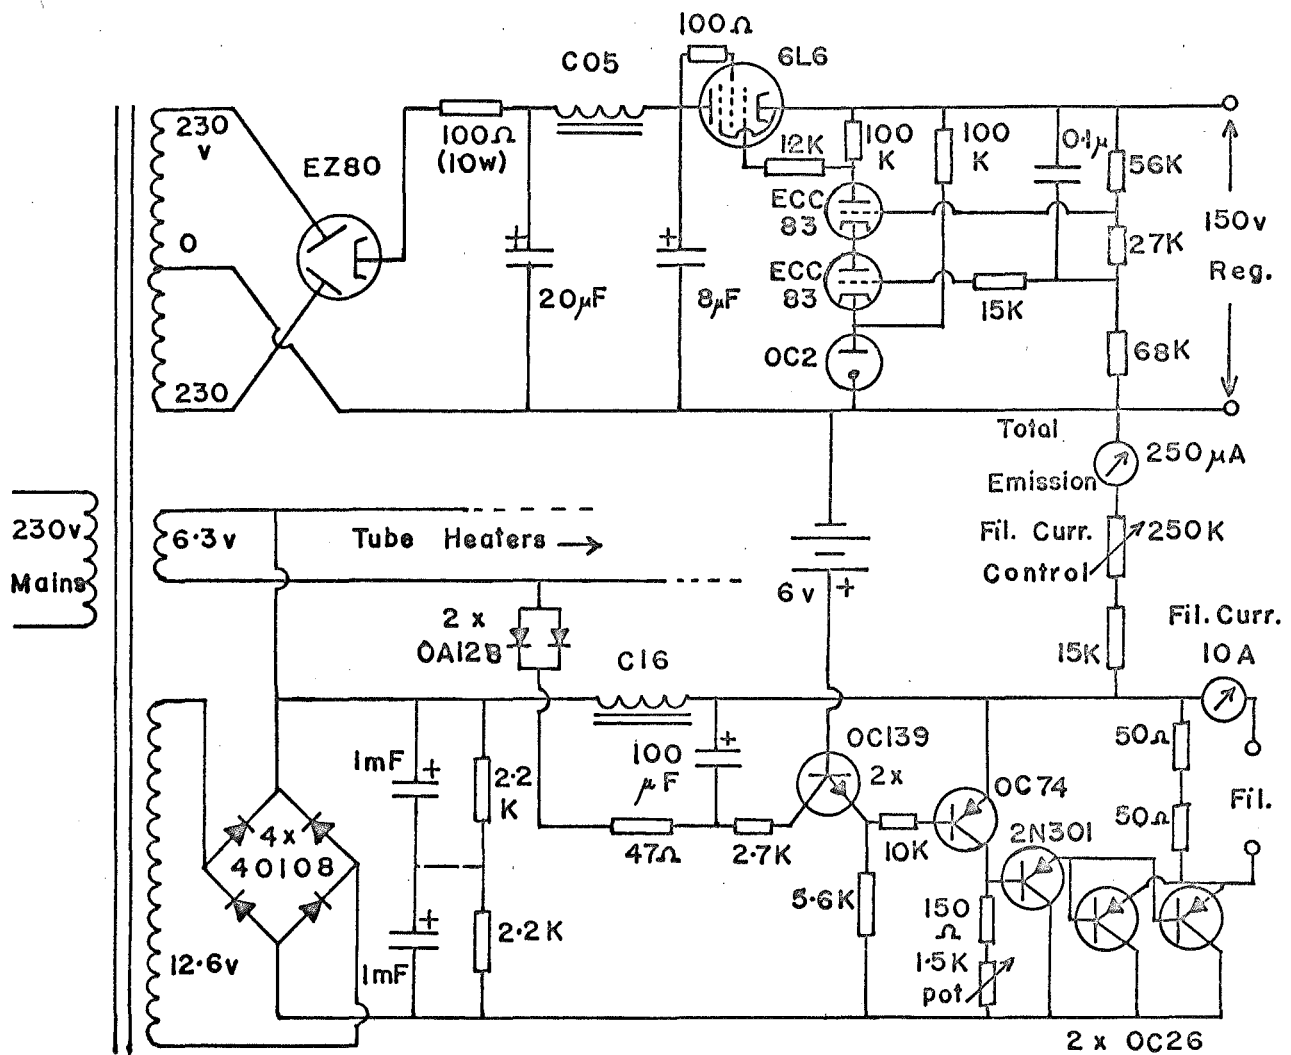 100Ω
6L6
C05
230
v
100Ω
(10w)
EZ80
12K
100
K
100
K
0·1µ
56K
ECC
83
0
150v
27K
Reg.
ECC
83
20µF
8µF
15K
OC2
68K
230
Total
Emission
250µA
230v
Mains
6·3v
Tube Heaters
Fil. Curr.
Control
250K
6v +
2 x
OA128
Fil. Curr.
10A
15K
C16
OC139
2x
1mF
+
2·2
K
100
µF
+
50Ω
OC74
Fil.
4x
40108
50Ω
2N301
47Ω
2·7K
10K
5·6K
150
Ω
2·2K
12·6v
1mF
+
1·5K
pot
2 x OC26